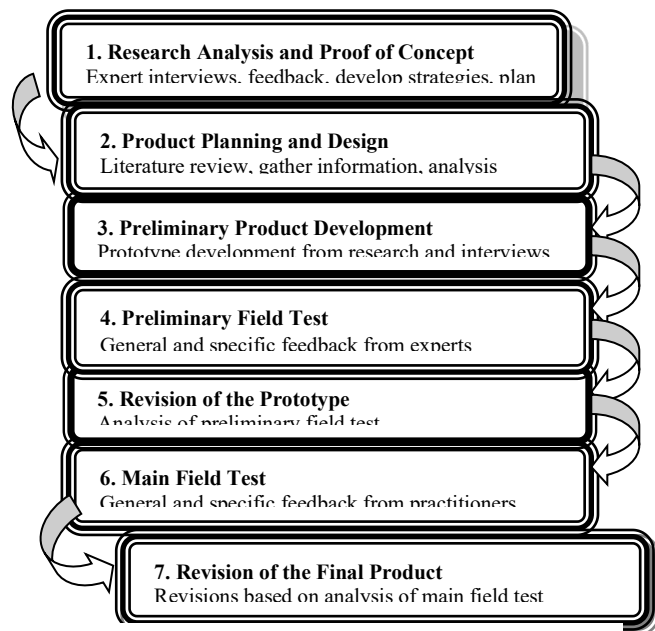 1. Research Analysis and Proof of Concept
Expert interviews, feedback, develop strategies, plan
2. Product Planning and Design
Literature review, gather information, analysis
3. Preliminary Product Development
Prototype development from research and interviews
4. Preliminary Field Test
General and specific feedback from experts
5. Revision of the Prototype
Analysis of preliminary field test
6. Main Field Test
General and specific feedback from practitioners
7. Revision of the Final Product
Revisions based on analysis of main field test